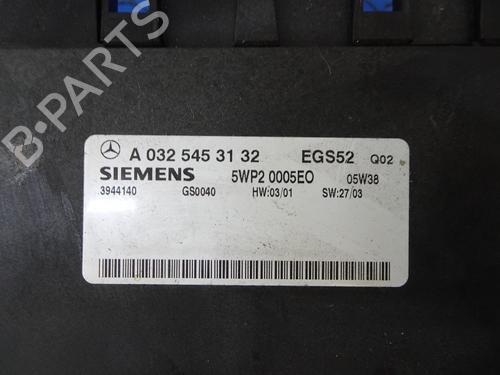 A 032 545 31 32 EGS52 Q02
SIEMENS 5WP2 0005EO 05W38
3944140 GS0040 HW:03/01 SW:27/03
B-PARTS